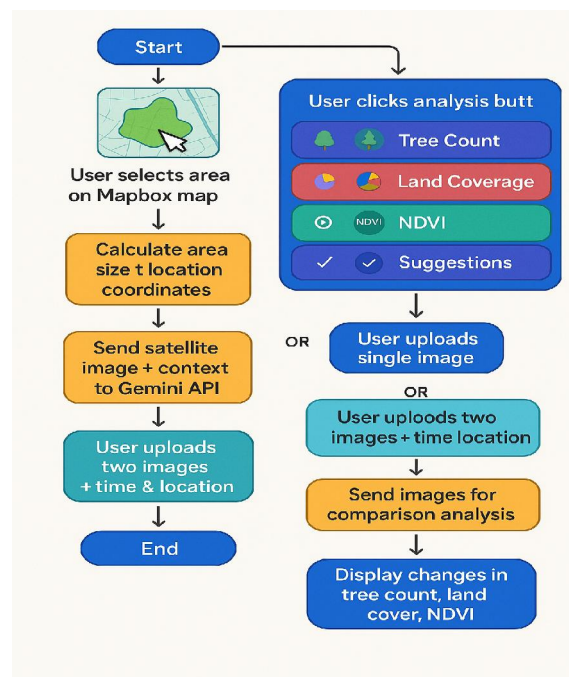 Start
User selects area
on Mapbox map
Calculate area
size t location
coordinates
Send satellite
image + context
to Gemini API
User uploads
two images
+ time & location
End
User clicks analysis butt
Tree Count
Land Coverage
NDVI NDVI
Suggestions
OR
User uploads
single image
OR
User uploods two
images + time location
Send images for
comparison analysis
Display changes in
tree count, land
cover, NDVI